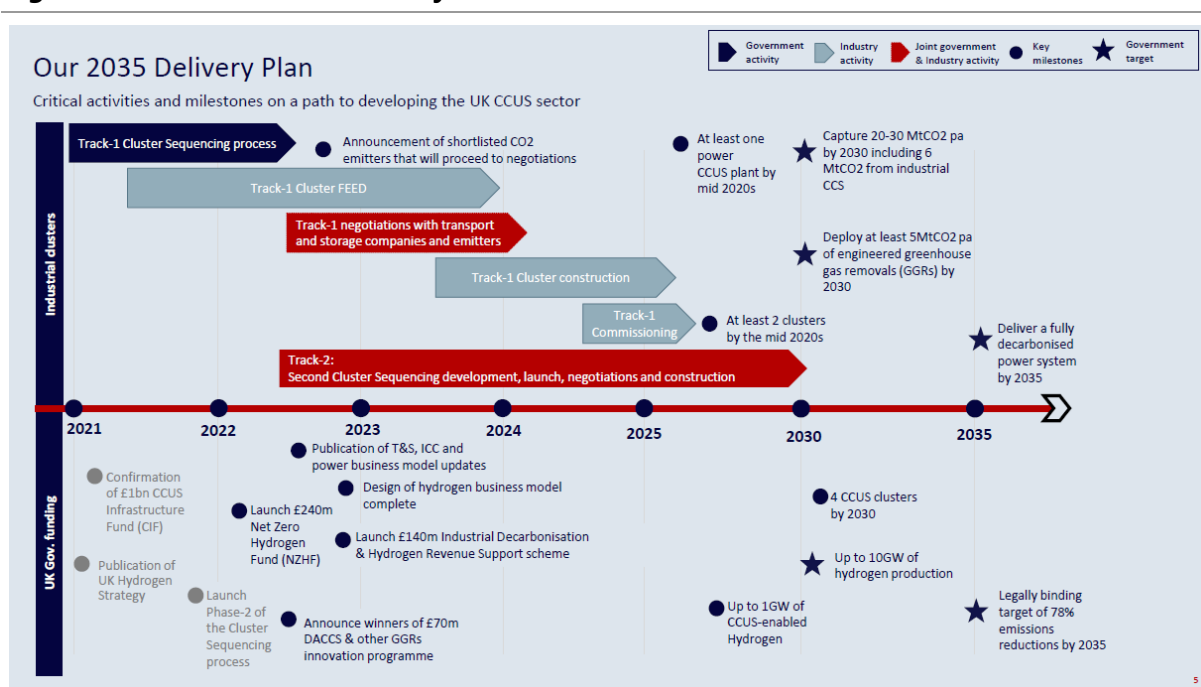 Our 2035 Delivery Plan
Critical activities and milestones on a path to developing the UK CCUS sector
Government
activity
Industry
activity
Joint government
& Industry activity
Key
milestones
Government
target
Industrial clusters
Track-1 Cluster Sequencing process
Announcement of shortlisted CO2
emitters that will proceed to negotiations
At least one
power
CCUS plant by
mid 2020s
Capture 20-30 MtCO2 pa
by 2030 including 6
MtCO2 from industrial
CCS
Track-1 Cluster FEED
Track-1 negotiations with transport
and storage companies and emitters
Deploy at least 5MtCO2 pa
of engineered greenhouse
gas removals (GGRs) by
2030
Track-1 Cluster construction
Track-1
Commissioning
At least 2 clusters
by the mid 2020s
Deliver a fully
decarbonised
power system
by 2035
Track-2:
Second Cluster Sequencing development, launch, negotiations and construction
2021
2022
2023
2024
2025
2030
2035
UK Gov. funding
Publication of T&S, ICC and
power business model updates
Confirmation
of £1bn CCUS
Infrastructure
Fund (CIF)
Design of hydrogen business model
complete
4 CCUS clusters
by 2030
Launch £240m
Net Zero
Hydrogen
Fund (NZHF)
Launch £140m Industrial Decarbonisation
& Hydrogen Revenue Support scheme
Publication of
UK Hydrogen
Strategy
Up to 10GW of
hydrogen production
Launch
Phase-2 of
the Cluster
Sequencing
process
Announce winners of £70m
DACCS & other GGRs
innovation programme
Up to 1GW of
CCUS-enabled
Hydrogen
Legally binding
target of 78%
emissions
reductions by 2035
5